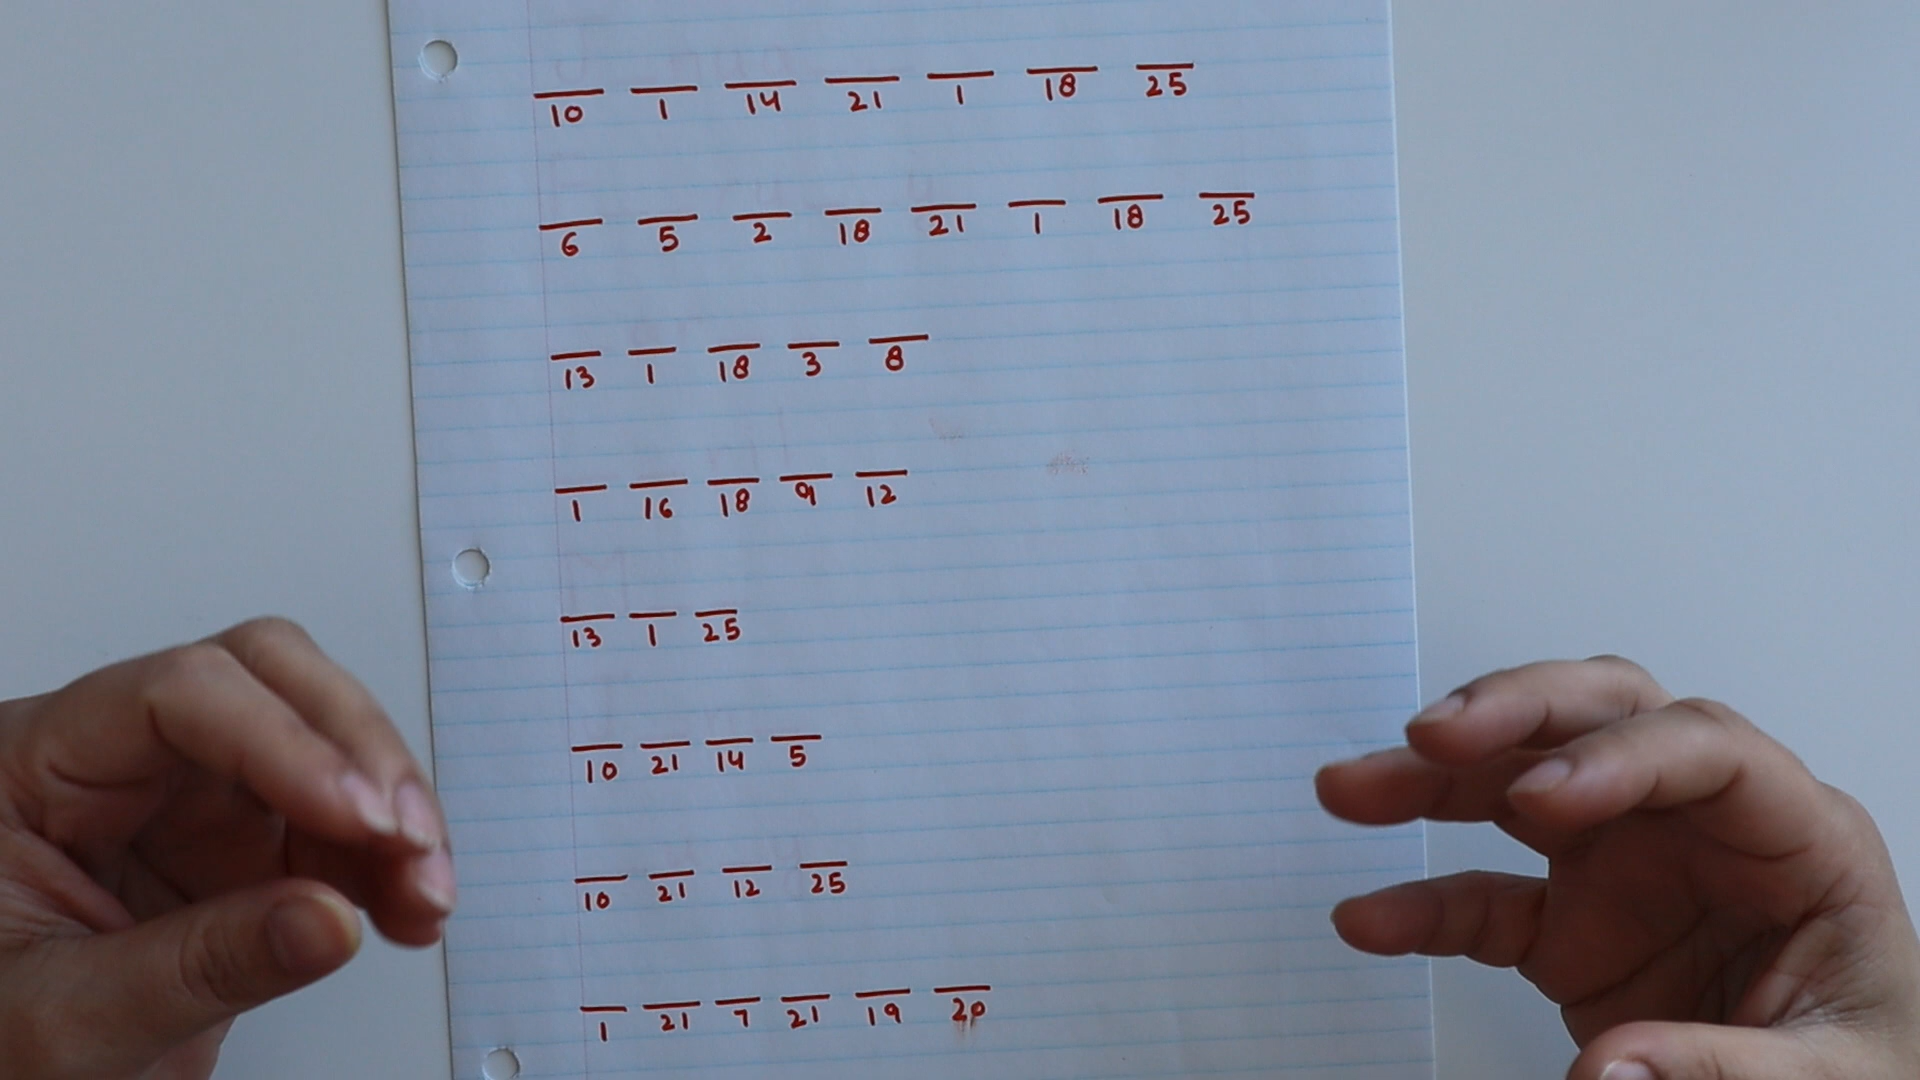 10 1 14 21 1 18 25
6 5 2 18 21 1 18 25
13 1 18 3 8
1 16 18 9 12
13 1 25
10 21 14 5
10 21 12 25
1 21 7 21 19 20